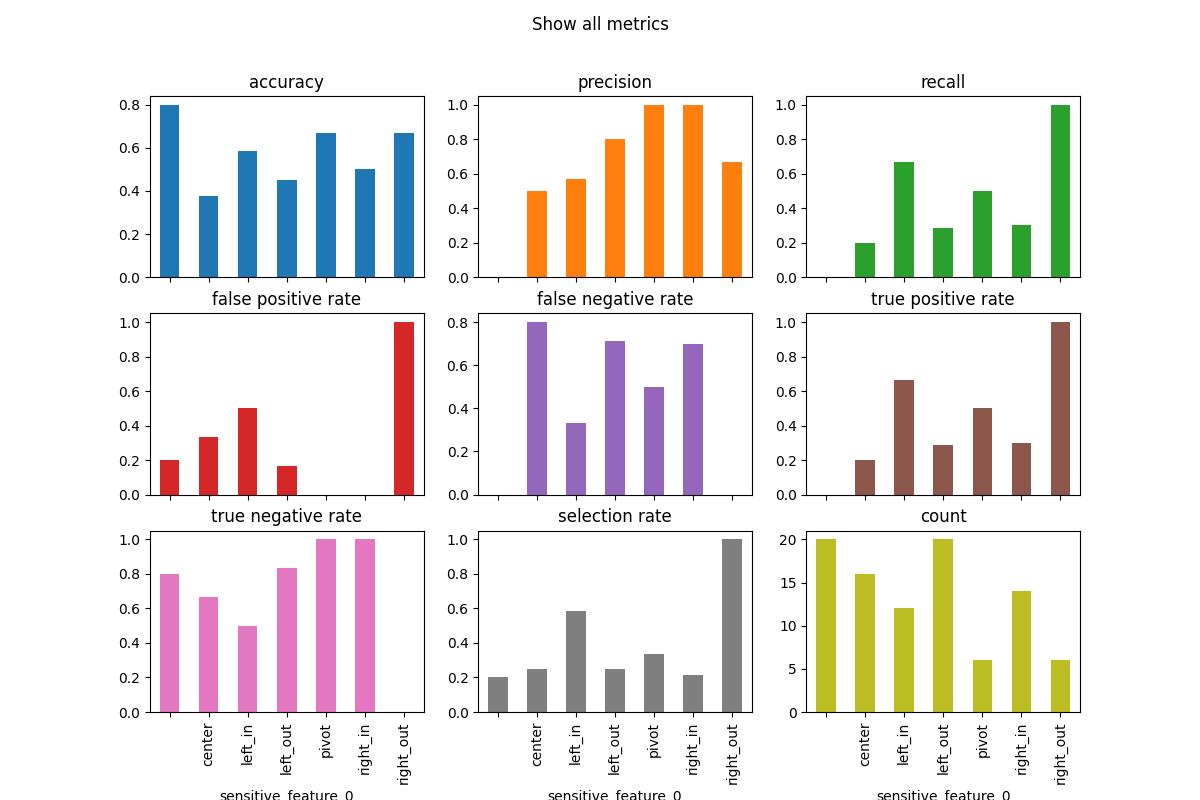 Show all metrics
accuracy
precision
recall
0.8
0.6
0.4
0.2
0.0
1.0
0.8
0.6
0.4
0.2
0.0
1.0
0.8
0.6
0.4
0.2
0.0
false positive rate
false negative rate
true positive rate
1.0
0.8
0.6
0.4
0.2
0.0
0.8
0.6
0.4
0.2
0.0
1.0
0.8
0.6
0.4
0.2
0.0
true negative rate
selection rate
count
1.0
0.8
0.6
0.4
0.2
0.0
1.0
0.8
0.6
0.4
0.2
0.0
20
15
10
5
0
center
left_in
left_out
pivot
right_in
right_out
center
left_in
left_out
pivot
right_in
right_out
center
left_in
left_out
pivot
right_in
right_out
sensitive_feature_0
sensitive_feature_0
sensitive_feature_0